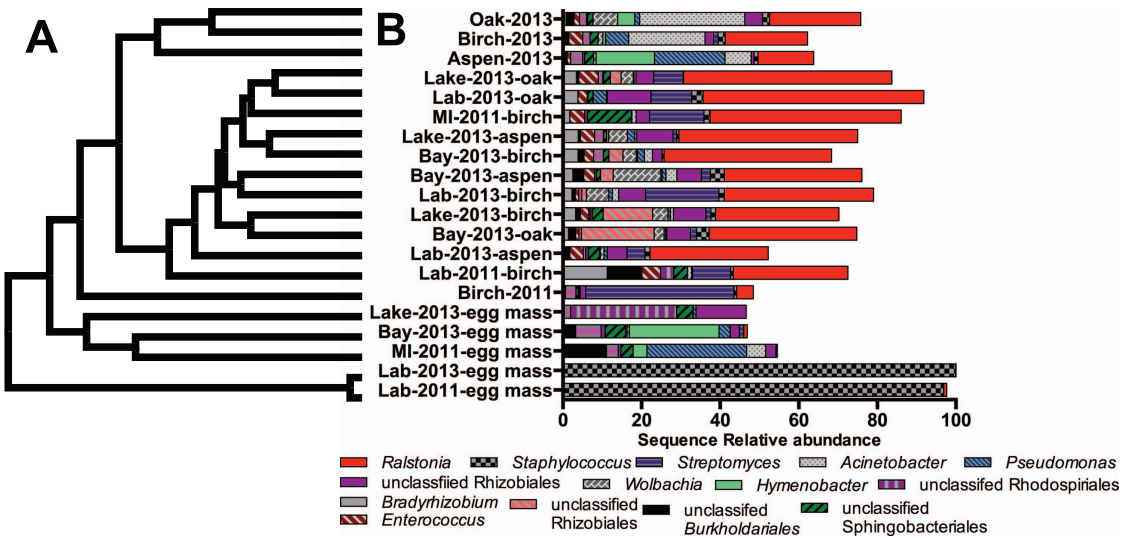 A
B
Oak-2013
Birch-2013
Aspen-2013
Lake-2013-oak
Lab-2013-oak
MI-2011-birch
Lake-2013-aspen
Bay-2013-birch
Bay-2013-aspen
Lab-2013-birch
Lake-2013-birch
Bay-2013-oak
Lab-2013-aspen
Lab-2011-birch
Birch-2011
Lake-2013-egg mass
Bay-2013-egg mass
MI-2011-egg mass
Lab-2013-egg mass
Lab-2011-egg mass
0 20 40 60 80 100
Sequence Relative abundance
Ralstonia Staphylococcus Streptomyces Acinetobacter Pseudomonas
unclassfiied Rhizobiales Wolbachia Hymenobacter unclassified Rhodospiriales
Bradyrhizobium unclassified unclassifed unclassified
Enterococcus Rhizobiales Burkholdariales Sphingobacteriales